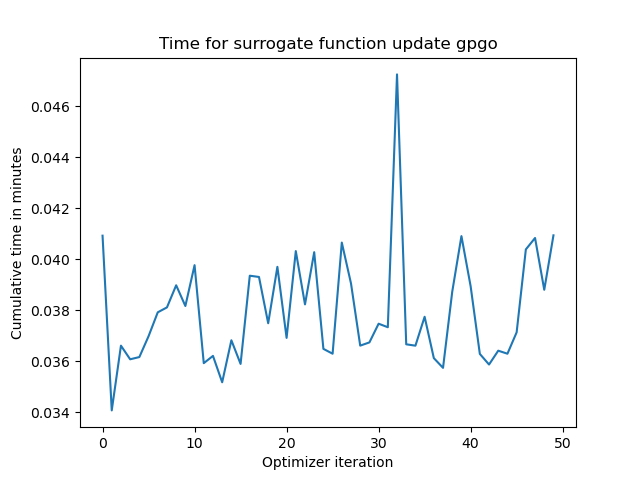 Time for surrogate function update gpgo
0.046
0.044
0.042
0.040
0.038
0.036
0.034
Cumulative time in minutes
0 10 20 30 40 50
Optimizer iteration